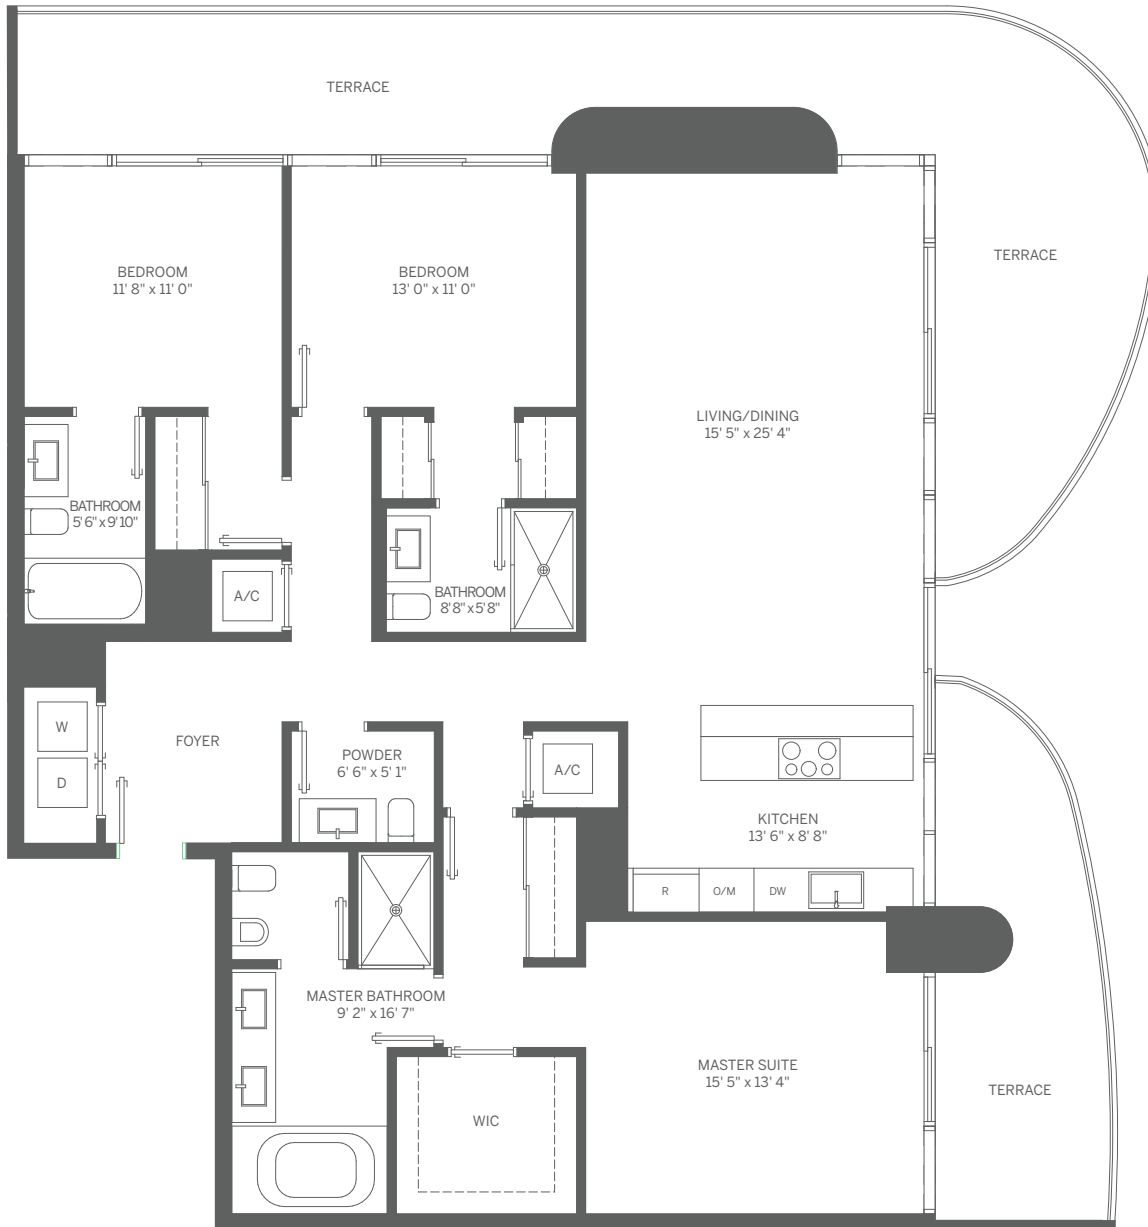 TERRACE
TERRACE
BEDROOM
11' 8" x 11' 0"
BEDROOM
13' 0" x 11' 0"
LIVING/DINING
15' 5" x 25' 4"
BATHROOM
5' 6" x 9' 10"
A/C
BATHROOM
8' 8" x 5' 8"
W
D
FOYER
POWDER
6' 6" x 5' 1"
A/C
KITCHEN
13' 6" x 8' 8"
R
O/M
DW
MASTER BATHROOM
9' 2" x 16' 7"
MASTER SUITE
15' 5" x 13' 4"
TERRACE
WIC